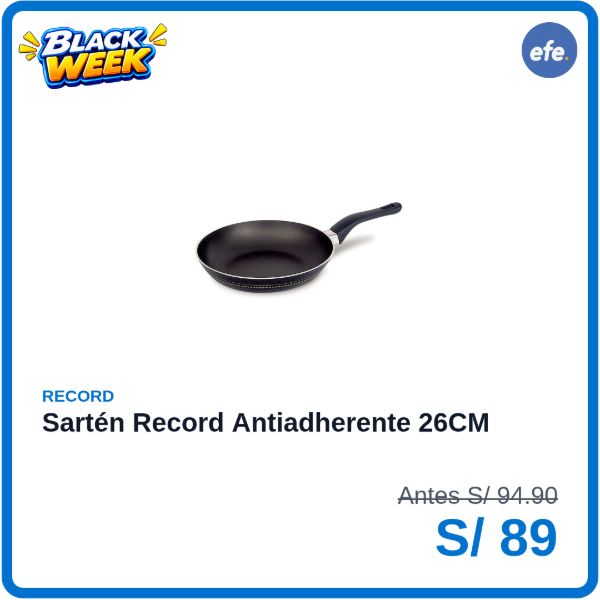 BLACK
WEEK
efe.
RECORD
Sartén Record Antiadherente 26CM
Antes S/ 94.90
S/ 89